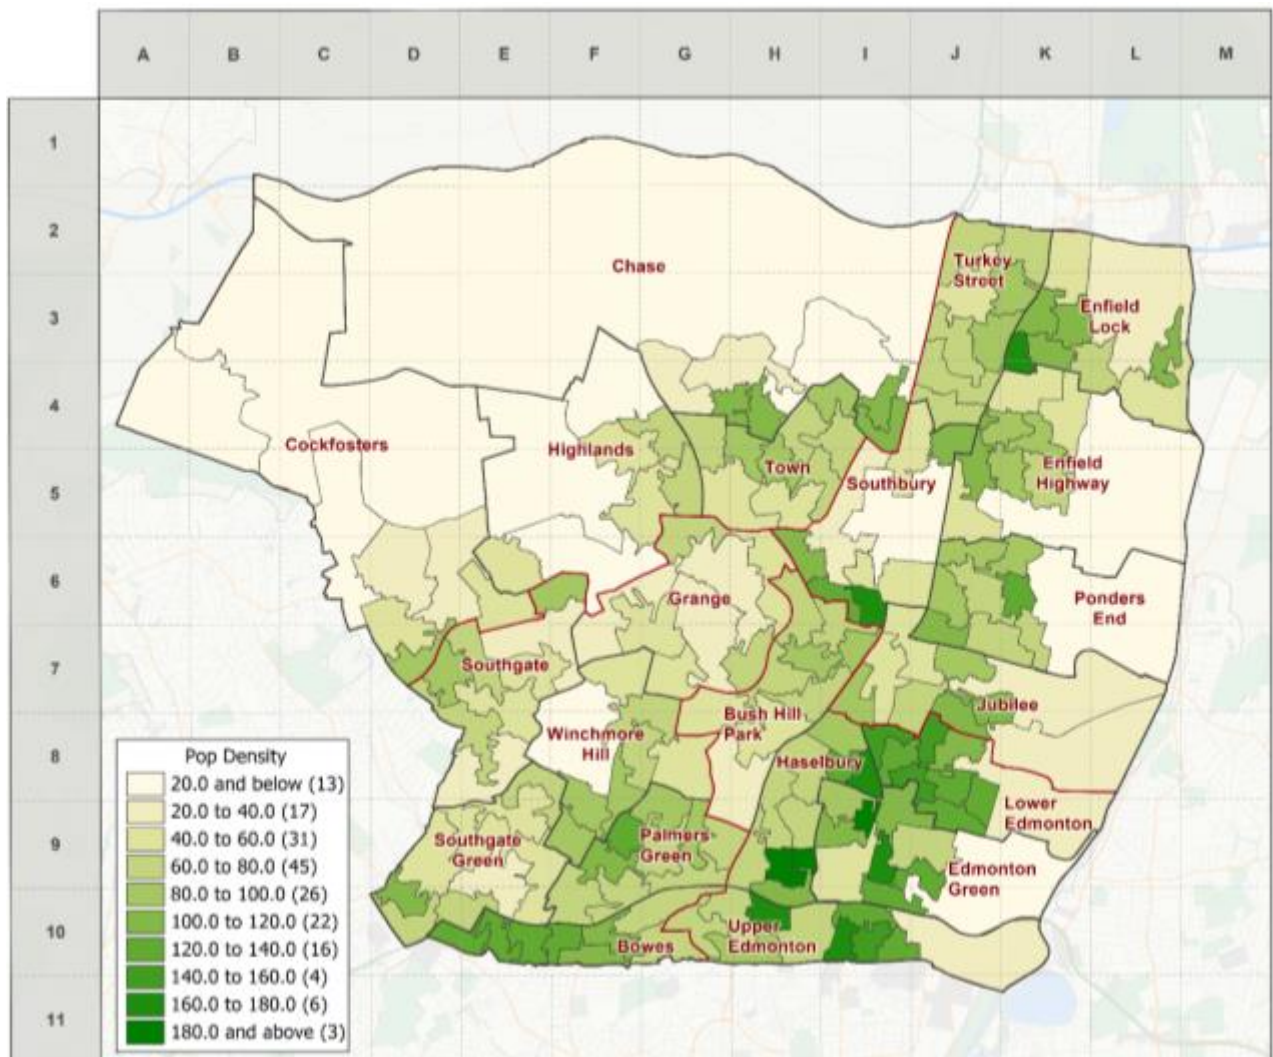 A B C D E F G H I J K L M
1
2
3
4
5
6
7
8
9
10
11
Chase
Turkey
Street
Enfield
Lock
Cockfosters
Highlands
Town
Southbury
Enfield
Highway
Grange
Ponders
End
Southgate
Jubilee
Winchmore
Hill
Bush Hill
Park
Haselbury
Lower
Edmonton
Southgate
Green
Palmers
Green
Edmonton
Green
Bowes
Upper
Edmonton
Pop Density
20.0 and below (13)
20.0 to 40.0 (17)
40.0 to 60.0 (31)
60.0 to 80.0 (45)
80.0 to 100.0 (26)
100.0 to 120.0 (22)
120.0 to 140.0 (16)
140.0 to 160.0 (4)
160.0 to 180.0 (6)
180.0 and above (3)